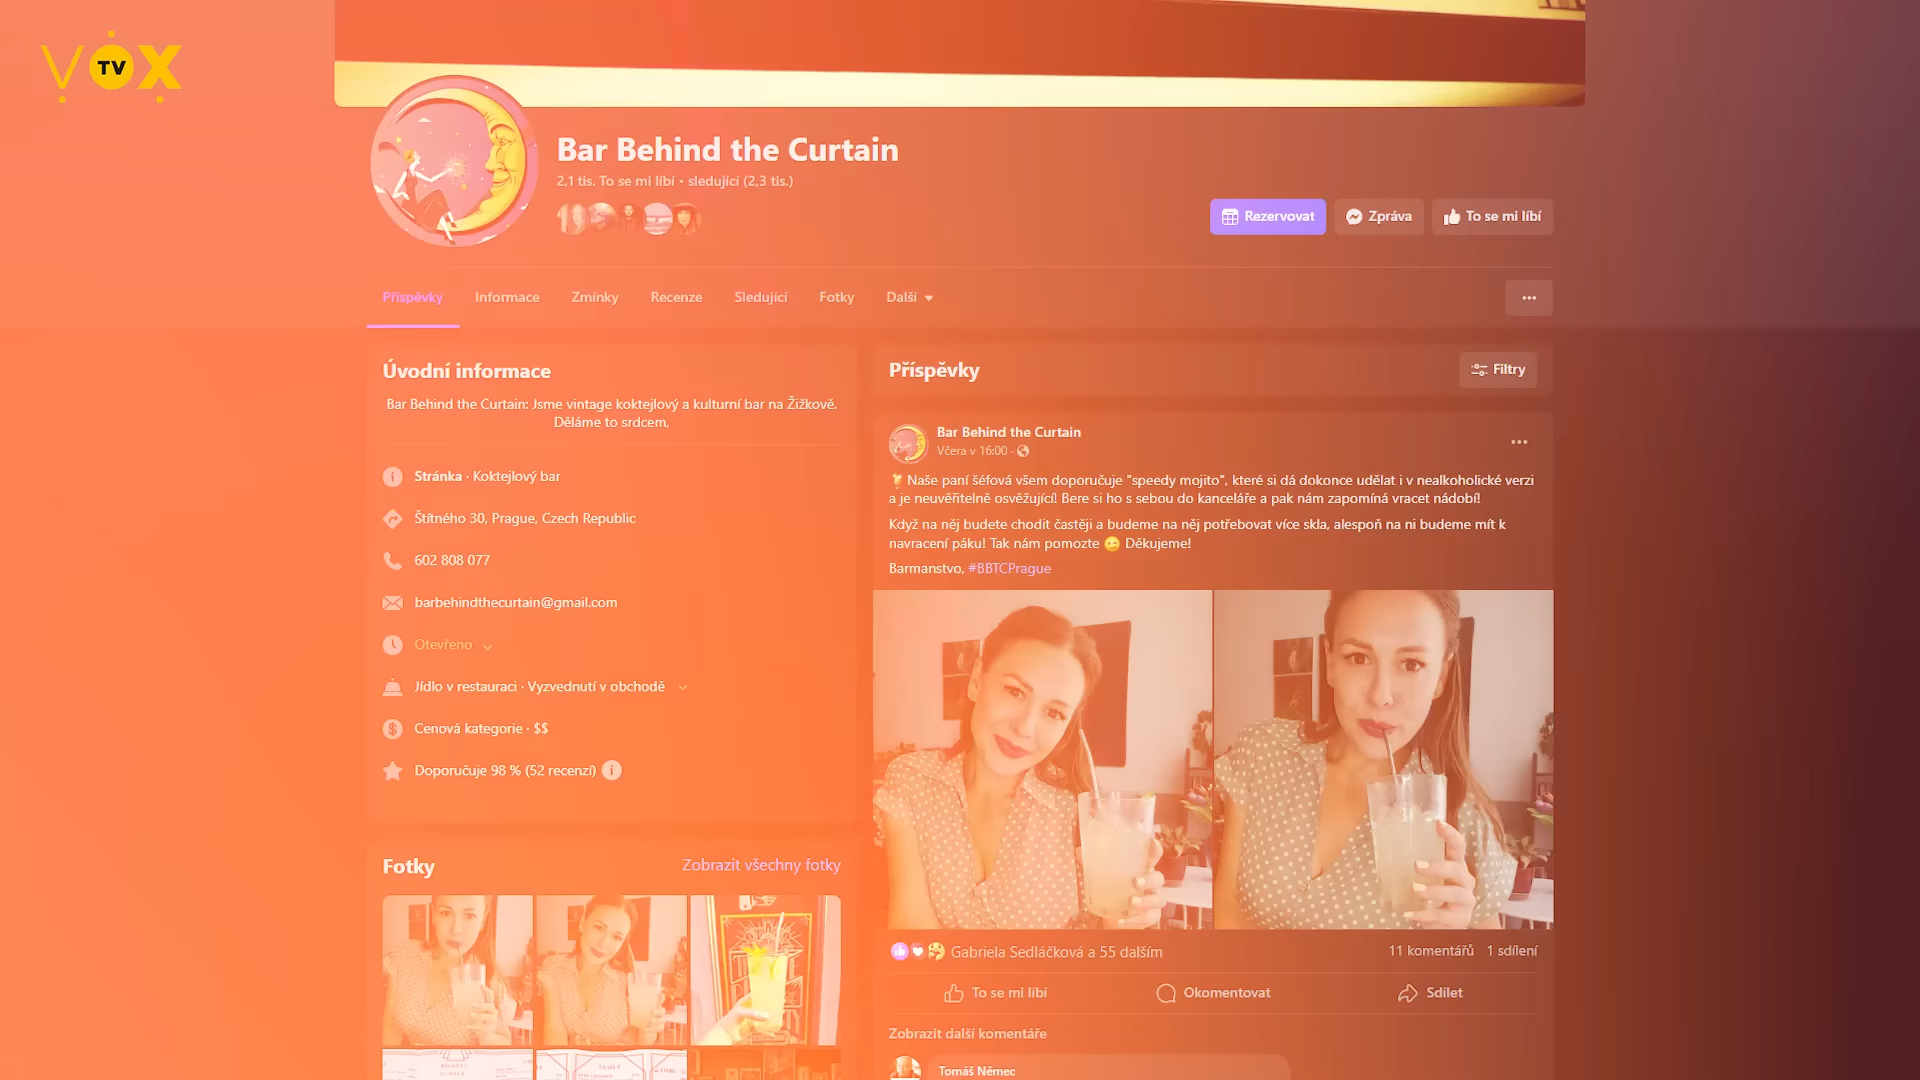 VOX
TV
Bar Behind the Curtain
2,1 tis. To se mi líbí • sledující (2,3 tis.)
Rezervovat
Zpráva
To se mi líbí
Příspěvky
Informace
Zmínky
Recenze
Sledující
Fotky
Další
Úvodní informace
Bar Behind the Curtain: Jsme vintage koktejlový a kulturní bar na Žižkově.
Děláme to srdcem,
Stránka · Koktejlový bar
Štítného 30, Prague, Czech Republic
602 808 077
barbehindthecurtain@gmail.com
Otevřeno
Jídlo v restauraci · Vyzvednutí v obchodě
Cenová kategorie · $$
Doporučuje 98 % (52 recenzí)
Fotky
Zobrazit všechny fotky
Příspěvky
Filtry
Bar Behind the Curtain
Včera v 16:00 ·
🍹 Naše paní šéfová všem doporučuje "speedy mojito", které si dá dokonce udělat i v nealkoholické verzi
a je neuvěřitelně osvěžující! Bere si ho s sebou do kanceláře a pak nám zapomíná vracet nádobí!
Když na něj budete chodit častěji a budeme na něj potřebovat více skla, alespoň na ni budeme mít k
navracení páku! Tak nám pomozte 😉 Děkujeme!
Barmanstvo, #BBTCPrague
Gabriela Sedláčková a 55 dalším
11 komentářů
1 sdílení
To se mi líbí
Okomentovat
Sdílet
Zobrazit další komentáře
Tomáš Němec